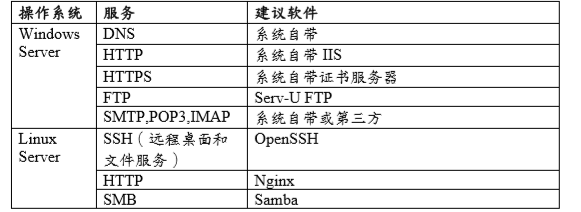 操作系统 服务 建议软件
Windows Server DNS 系统自带
HTTP 系统自带 IIS
HTTPS 系统自带证书服务器
FTP Serv-U FTP
SMTP,POP3,IMAP 系统自带或第三方
Linux Server SSH（远程桌面和 OpenSSH
文件服务）
HTTP Nginx
SMB Samba